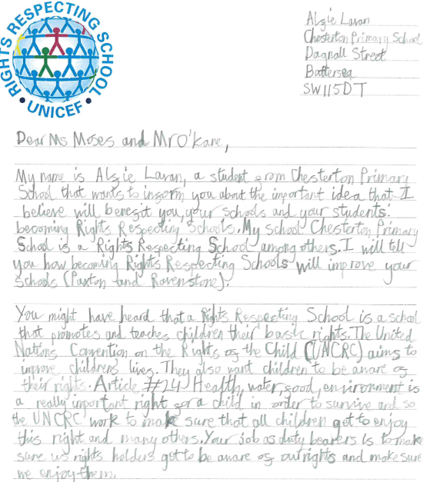 RIGHTS RESPECTING SCHOOL
• UNICEF •
Algie Lavan
Chesterton Primary School
Dagnall Street
Battersea
SW11 5DT
Dear Ms Moses and Mr O'kane,
My name is Algie Lavan, a student from Chesterton Primary
School that wants to inform you about the important idea that I
believe will benefit you, your schools and your students:
becoming Rights Respecting Schools. My school Chesterton Primary
School is a Rights Respecting School among others. I will tell
you how becoming Rights Respecting Schools will improve your
schools (Paxton and Ravenstone).
You might have heard that a Rights Respecting School is a school
that promotes and teaches children their basic rights. The United
Nations Convention on the Rights of the Child (UNCRC) aims to
improve children's lives. They also want children to be aware of
their rights. Article #24 Health, water, food, environment is
a really important right for a child in order to survive and so
the UNCRC work to make sure that all children get to enjoy
this right and many others. Your job as duty bearers is to make
sure us rights holders get to be aware of out rights and make sure
we enjoy them.